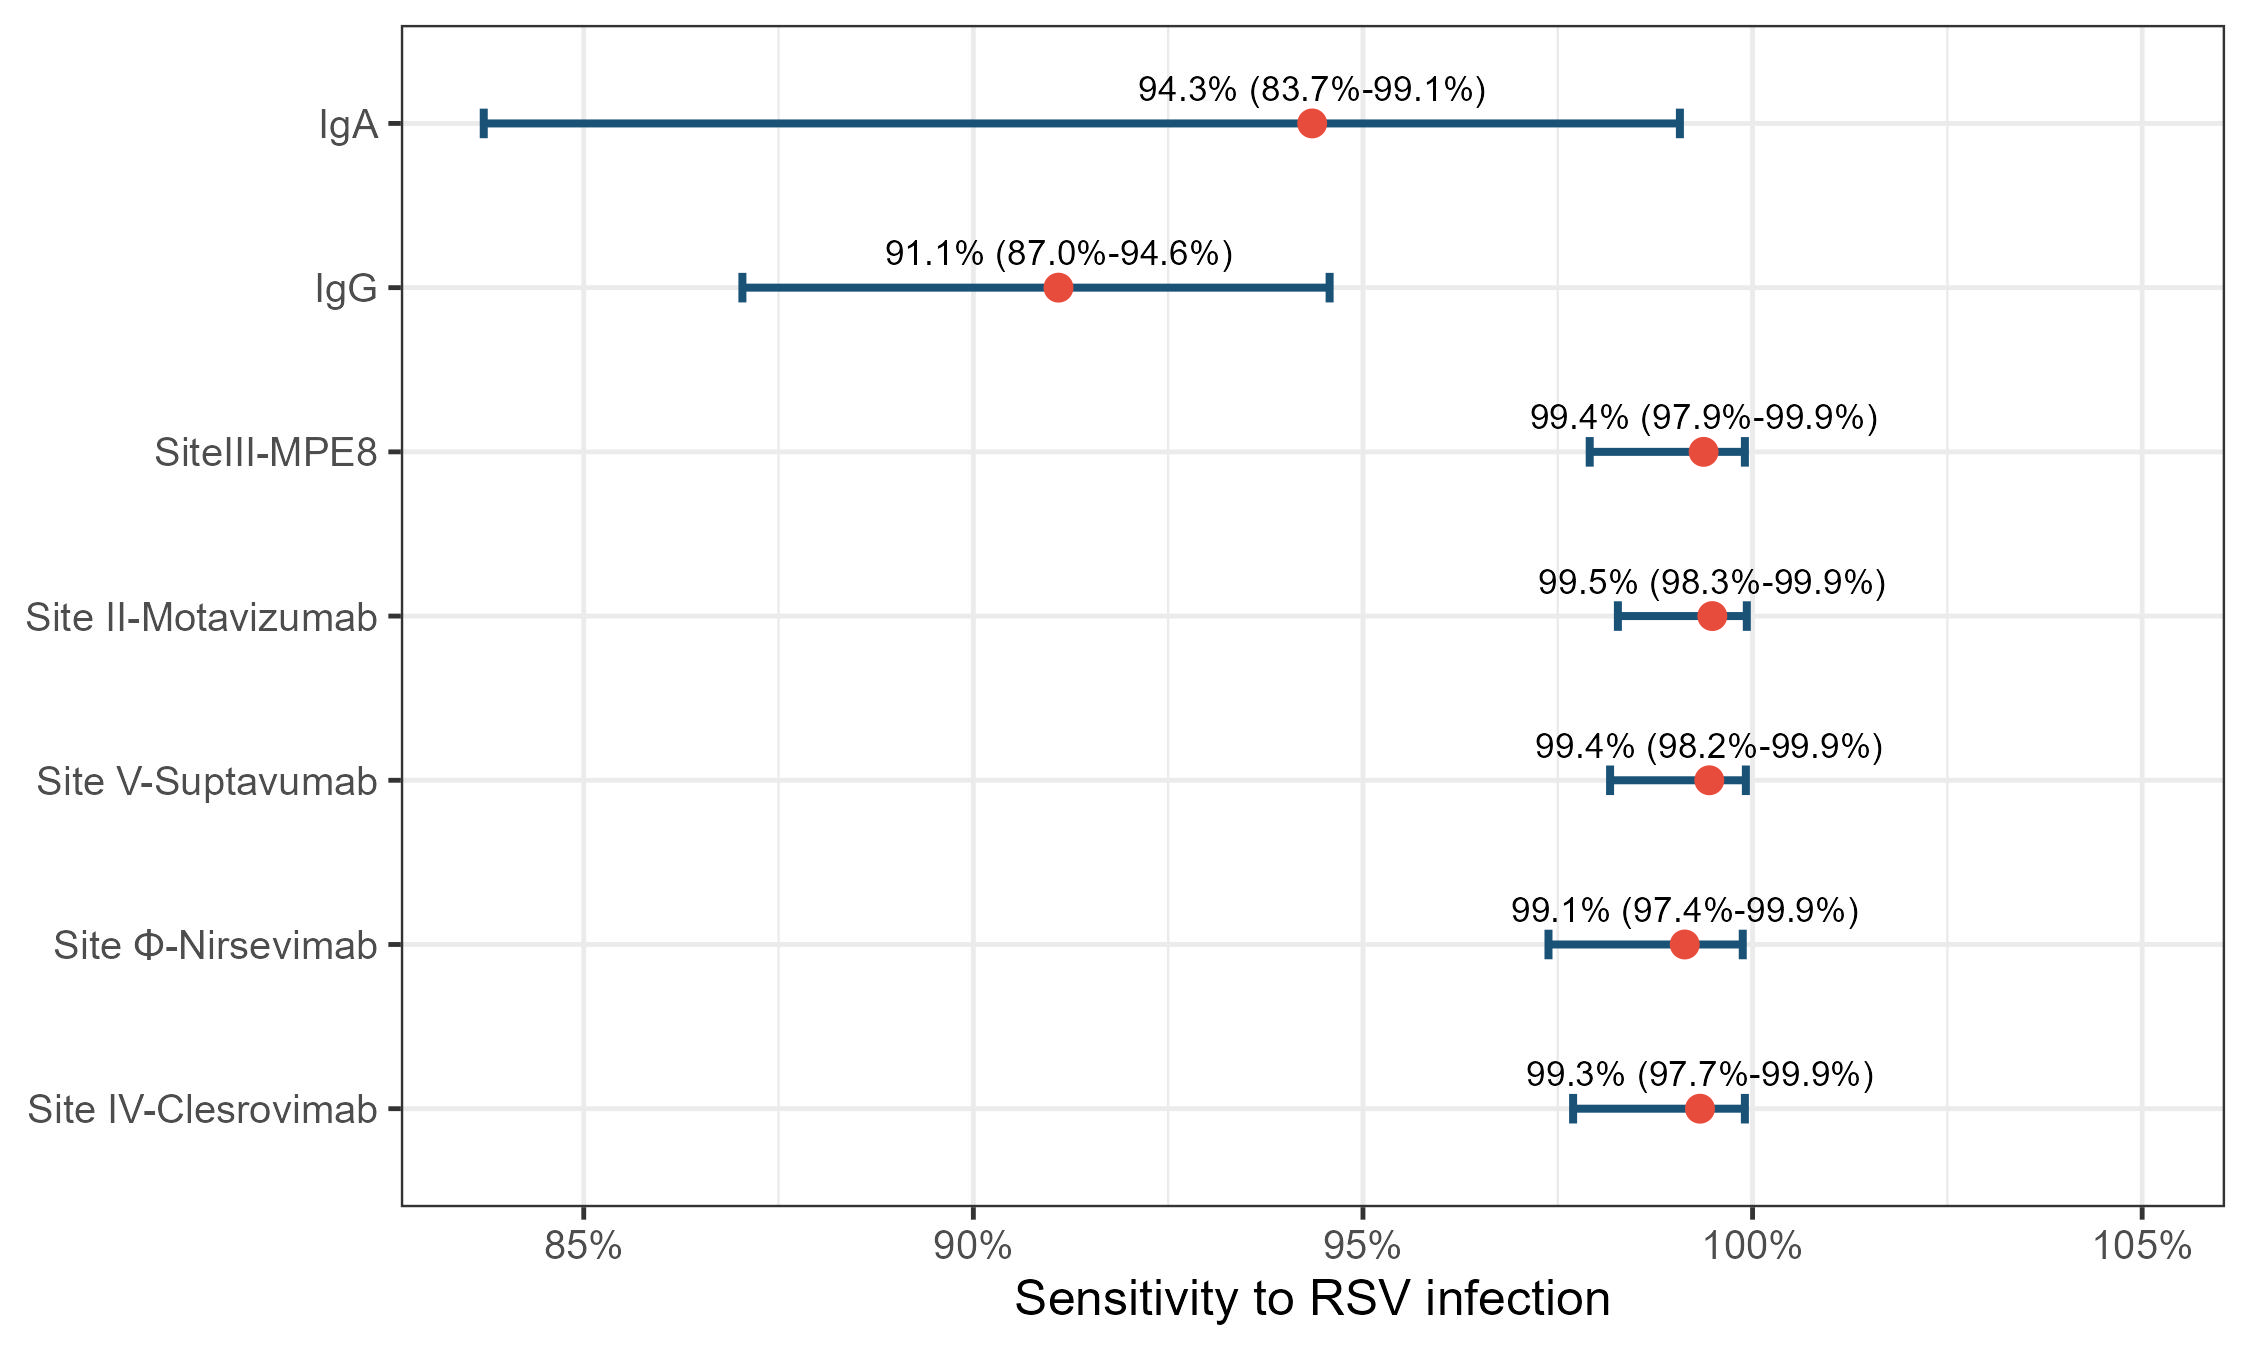 94.3% (83.7%-99.1%)
IgA
91.1% (87.0%-94.6%)
IgG
99.4% (97.9%-99.9%)
SiteIII-MPE8
99.5% (98.3%-99.9%)
Site II-Motavizumab
99.4% (98.2%-99.9%)
Site V-Suptavumab
99.1% (97.4%-99.9%)
Site Φ-Nirsevimab
99.3% (97.7%-99.9%)
Site IV-Clesrovimab
85% 90% 95% 100% 105%
Sensitivity to RSV infection